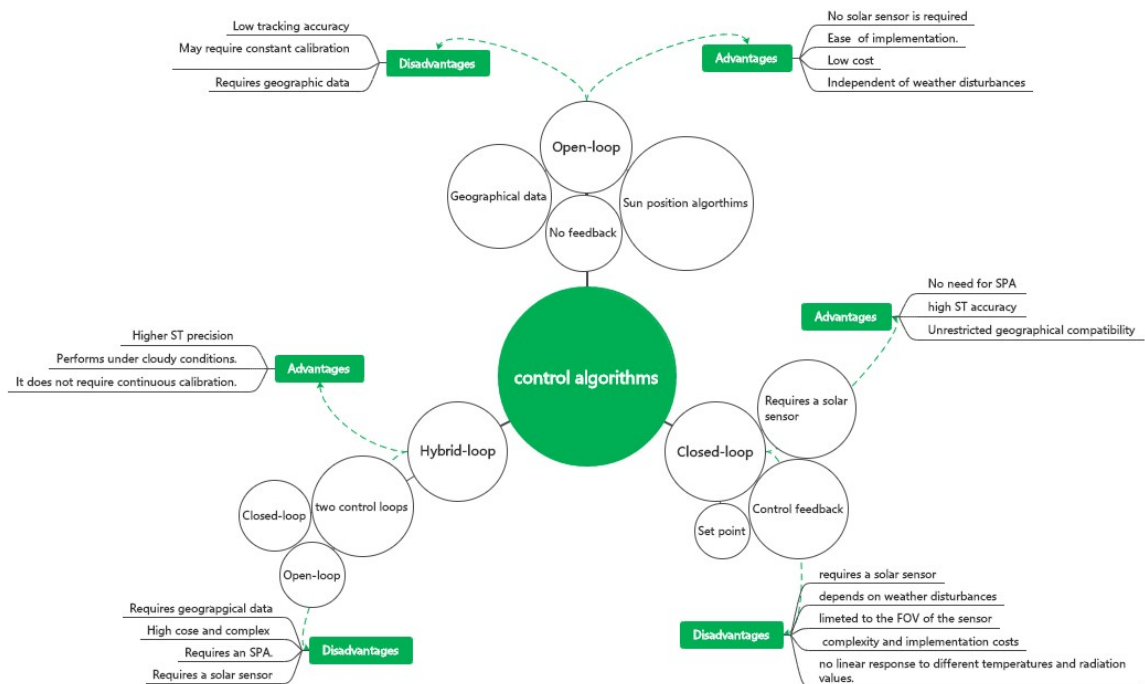 Low tracking accuracy
May require constant calibration
Requires geographic data
Disadvantages
Advantages
No solar sensor is required
Ease of implementation.
Low cost
Independent of weather disturbances
Open-loop
Geographical data
Sun position algorthims
No feedback
control algorithms
No need for SPA
high ST accuracy
Unrestricted geographical compatibility
Advantages
Requires a solar
sensor
Closed-loop
Control feedback
Set point
requires a solar sensor
depends on weather disturbances
limeted to the FOV of the sensor
complexity and implementation costs
no linear response to different temperatures and radiation
values.
Disadvantages
Higher ST precision
Performs under cloudy conditions.
It does not require continuous calibration.
Advantages
Hybrid-loop
two control loops
Closed-loop
Open-loop
Requires geograpgical data
High cose and complex
Requires an SPA.
Requires a solar sensor
Disadvantages